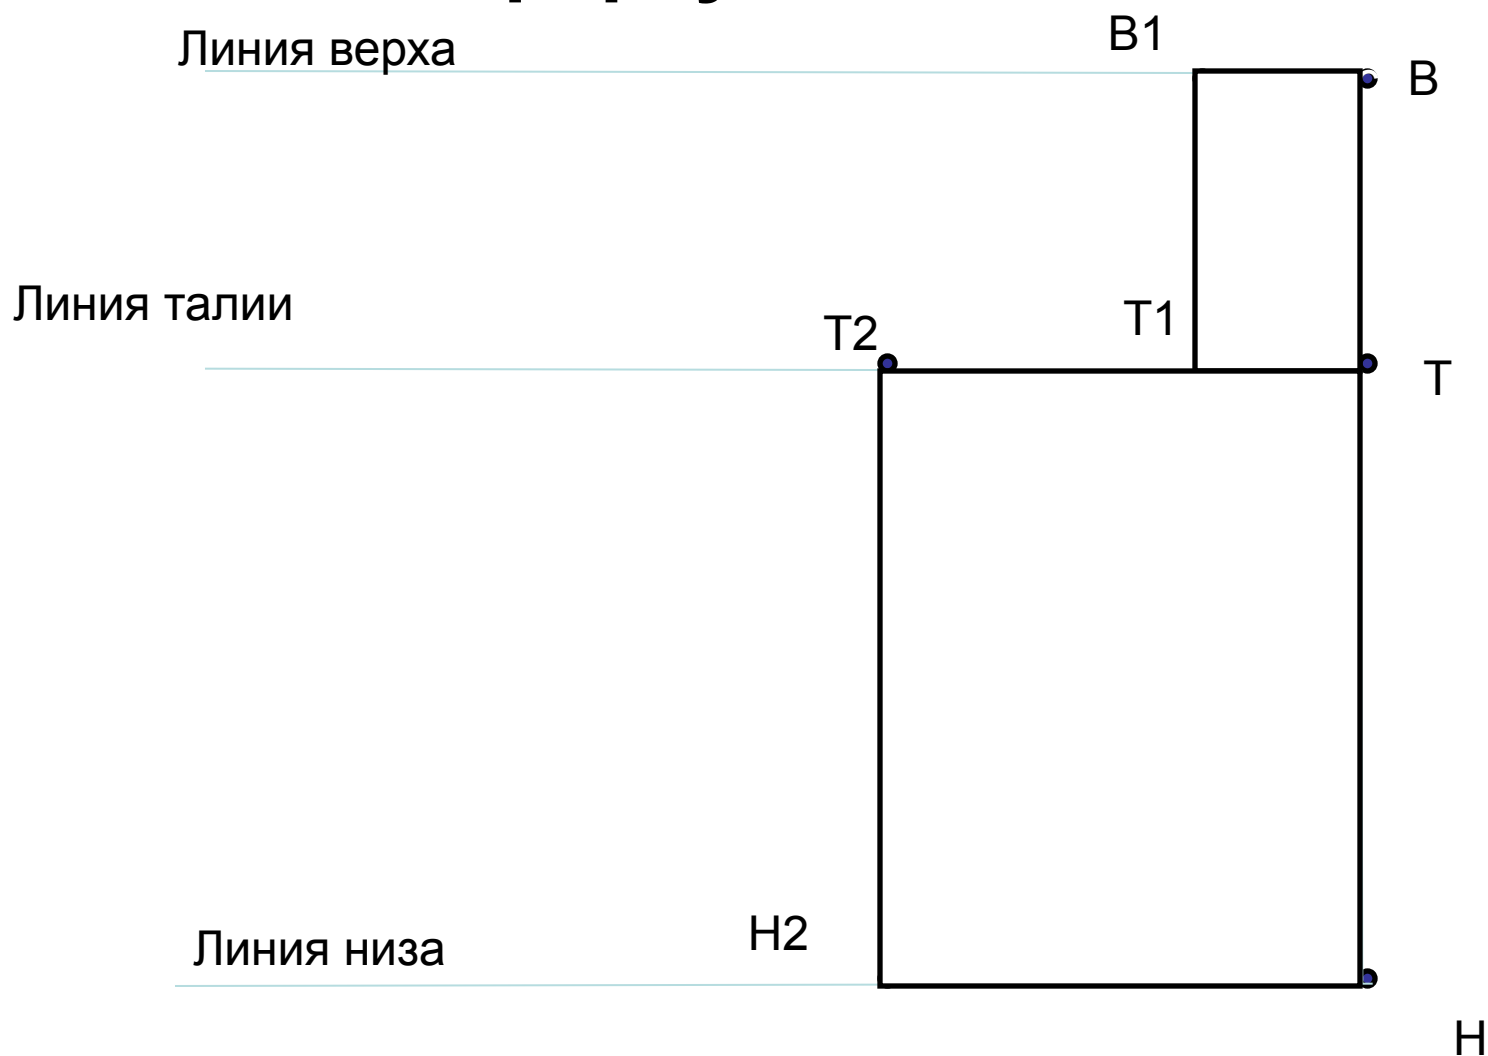 В1
Линия верха
В
Линия талии
Т1
Т2
Т
Н2
Линия низа
Н